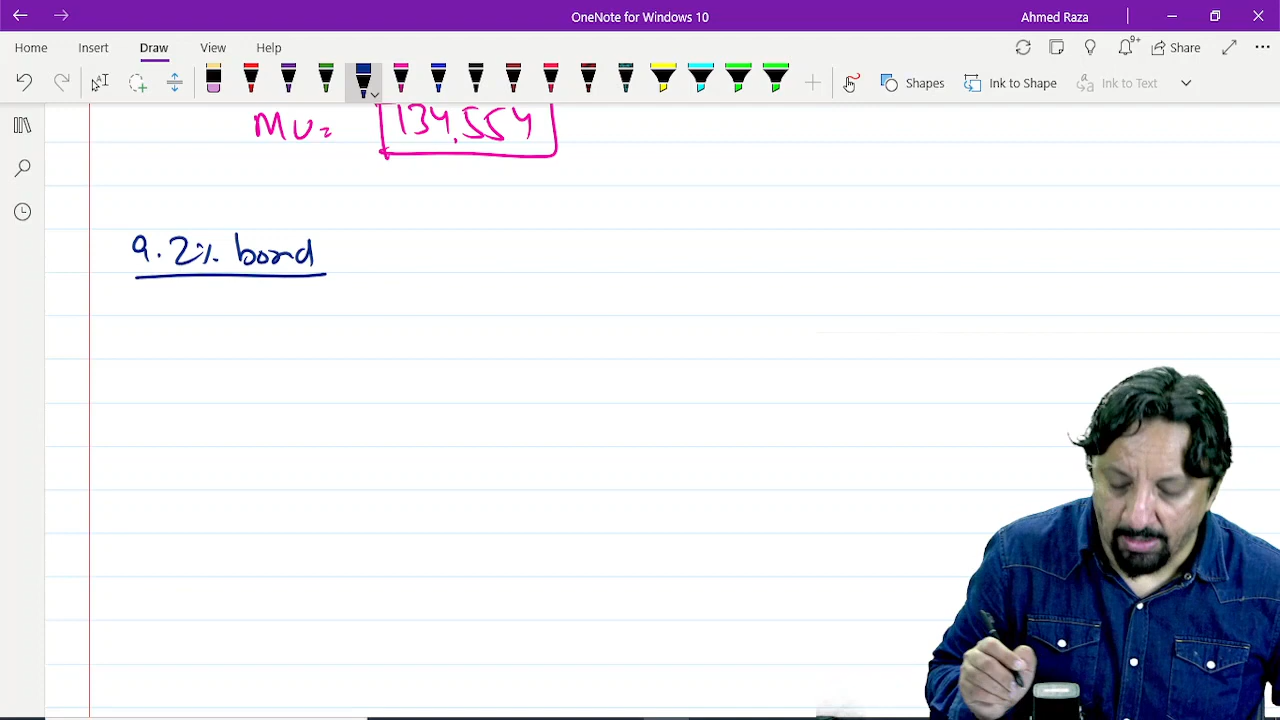 OneNote for Windows 10
Ahmed Raza
Home Insert Draw View Help
9+ Share
Shapes Ink to Shape Ink to Text
MV= 134,554
9.2% bond